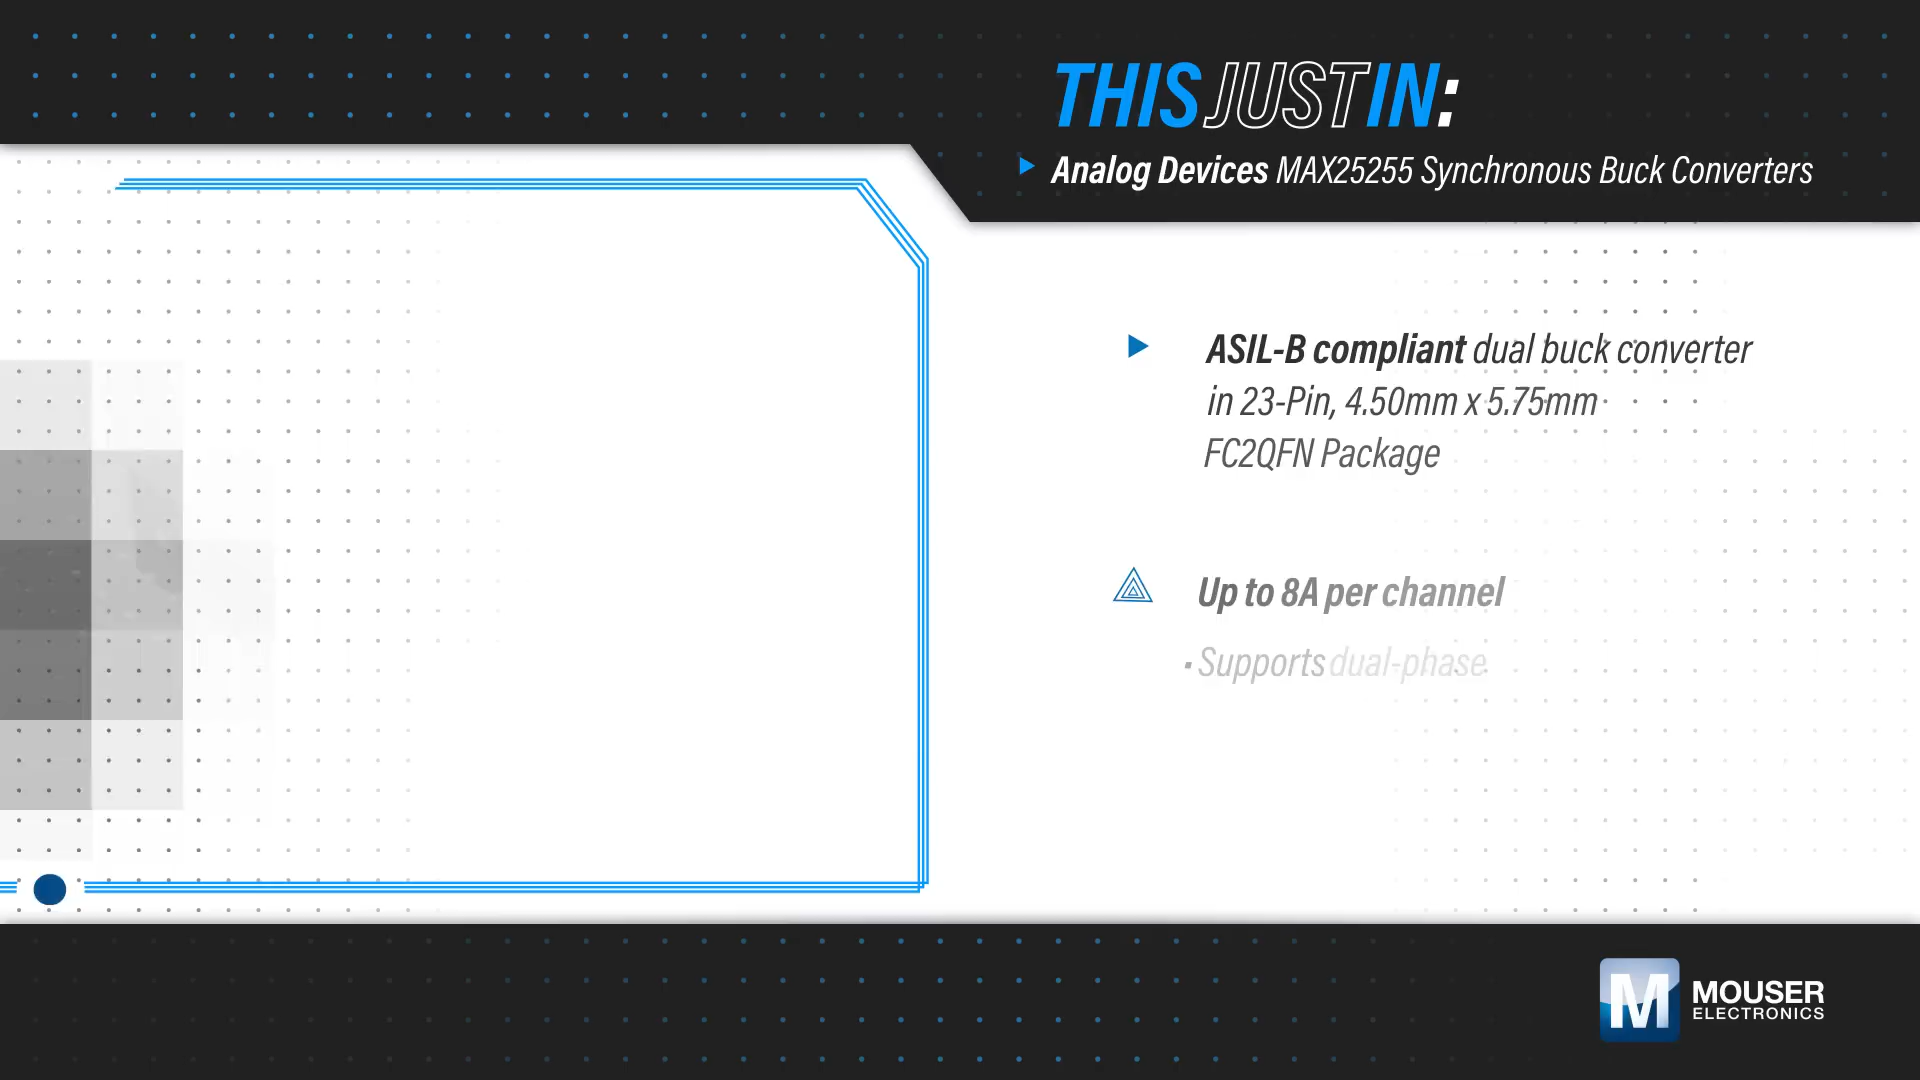 THIS JUST IN:
Analog Devices MAX25255 Synchronous Buck Converters
ASIL-B compliant dual buck converter
in 23-Pin, 4.50mm x 5.75mm
FC2QFN Package
Up to 8A per channel
· Supports dual-phase
M MOUSER
ELECTRONICS